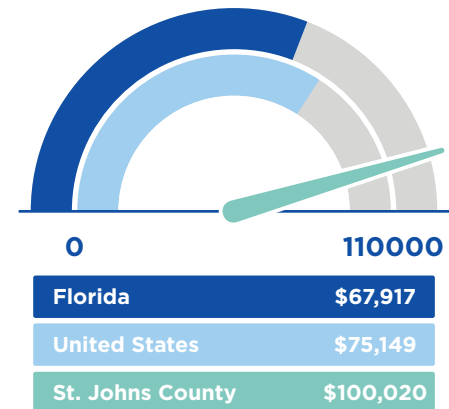 0 110000
Florida $67,917
United States $75,149
St. Johns County $100,020